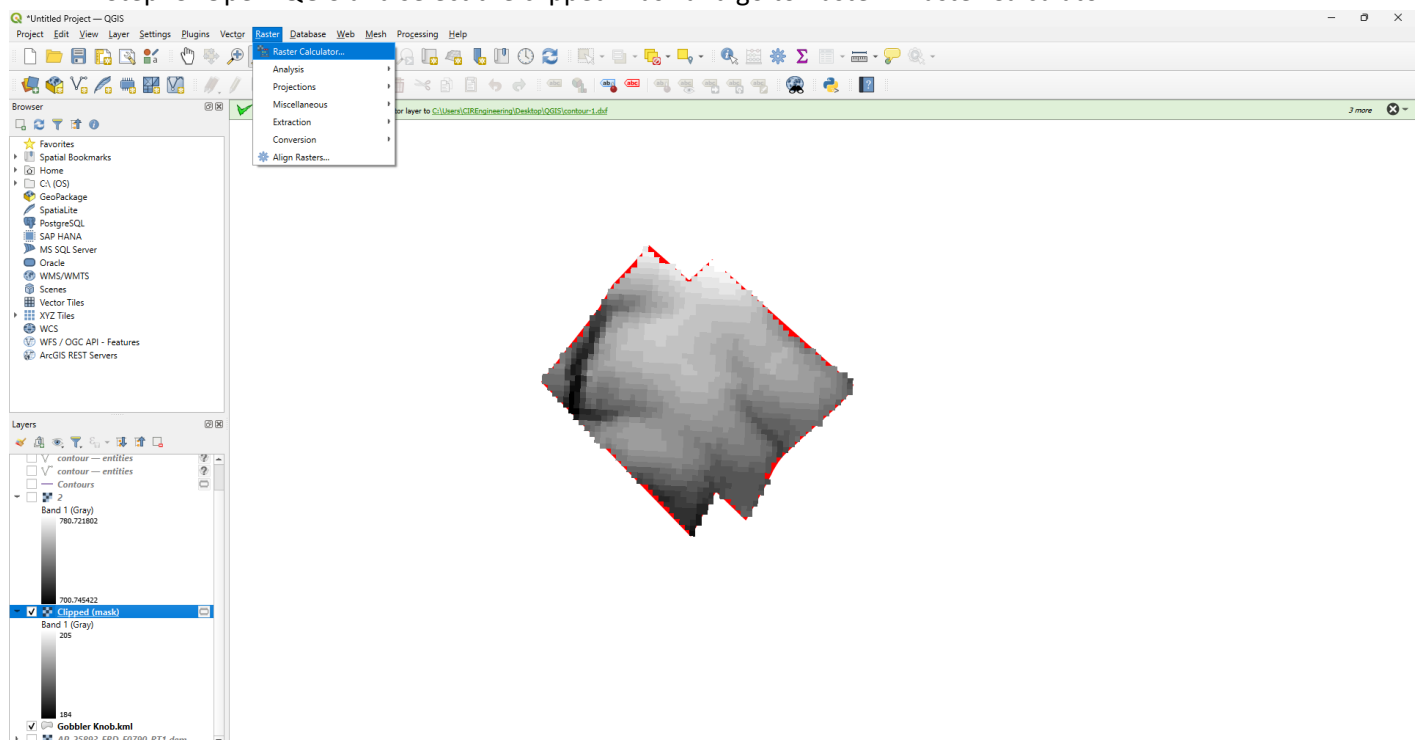 *Untitled Project — QGIS
Project Edit View Layer Settings Plugins Vector Raster Database Web Mesh Processing Help
Raster Calculator...
Analysis
Projections
Miscellaneous
Extraction
Conversion
Align Rasters...
tor layer to C:\Users\CIREngineering\Desktop\QGIS\contour-1.dxf
3 more
Browser
Favorites
Spatial Bookmarks
Home
C:\ (OS)
GeoPackage
SpatiaLite
PostgreSQL
SAP HANA
MS SQL Server
Oracle
WMS/WMTS
Scenes
Vector Tiles
XYZ Tiles
WCS
WFS / OGC API - Features
ArcGIS REST Servers
Layers
contour — entities
contour — entities
Contours
2
Band 1 (Gray)
780.721802
700.745422
Clipped (mask)
Band 1 (Gray)
205
184
Gobbler Knob.kml